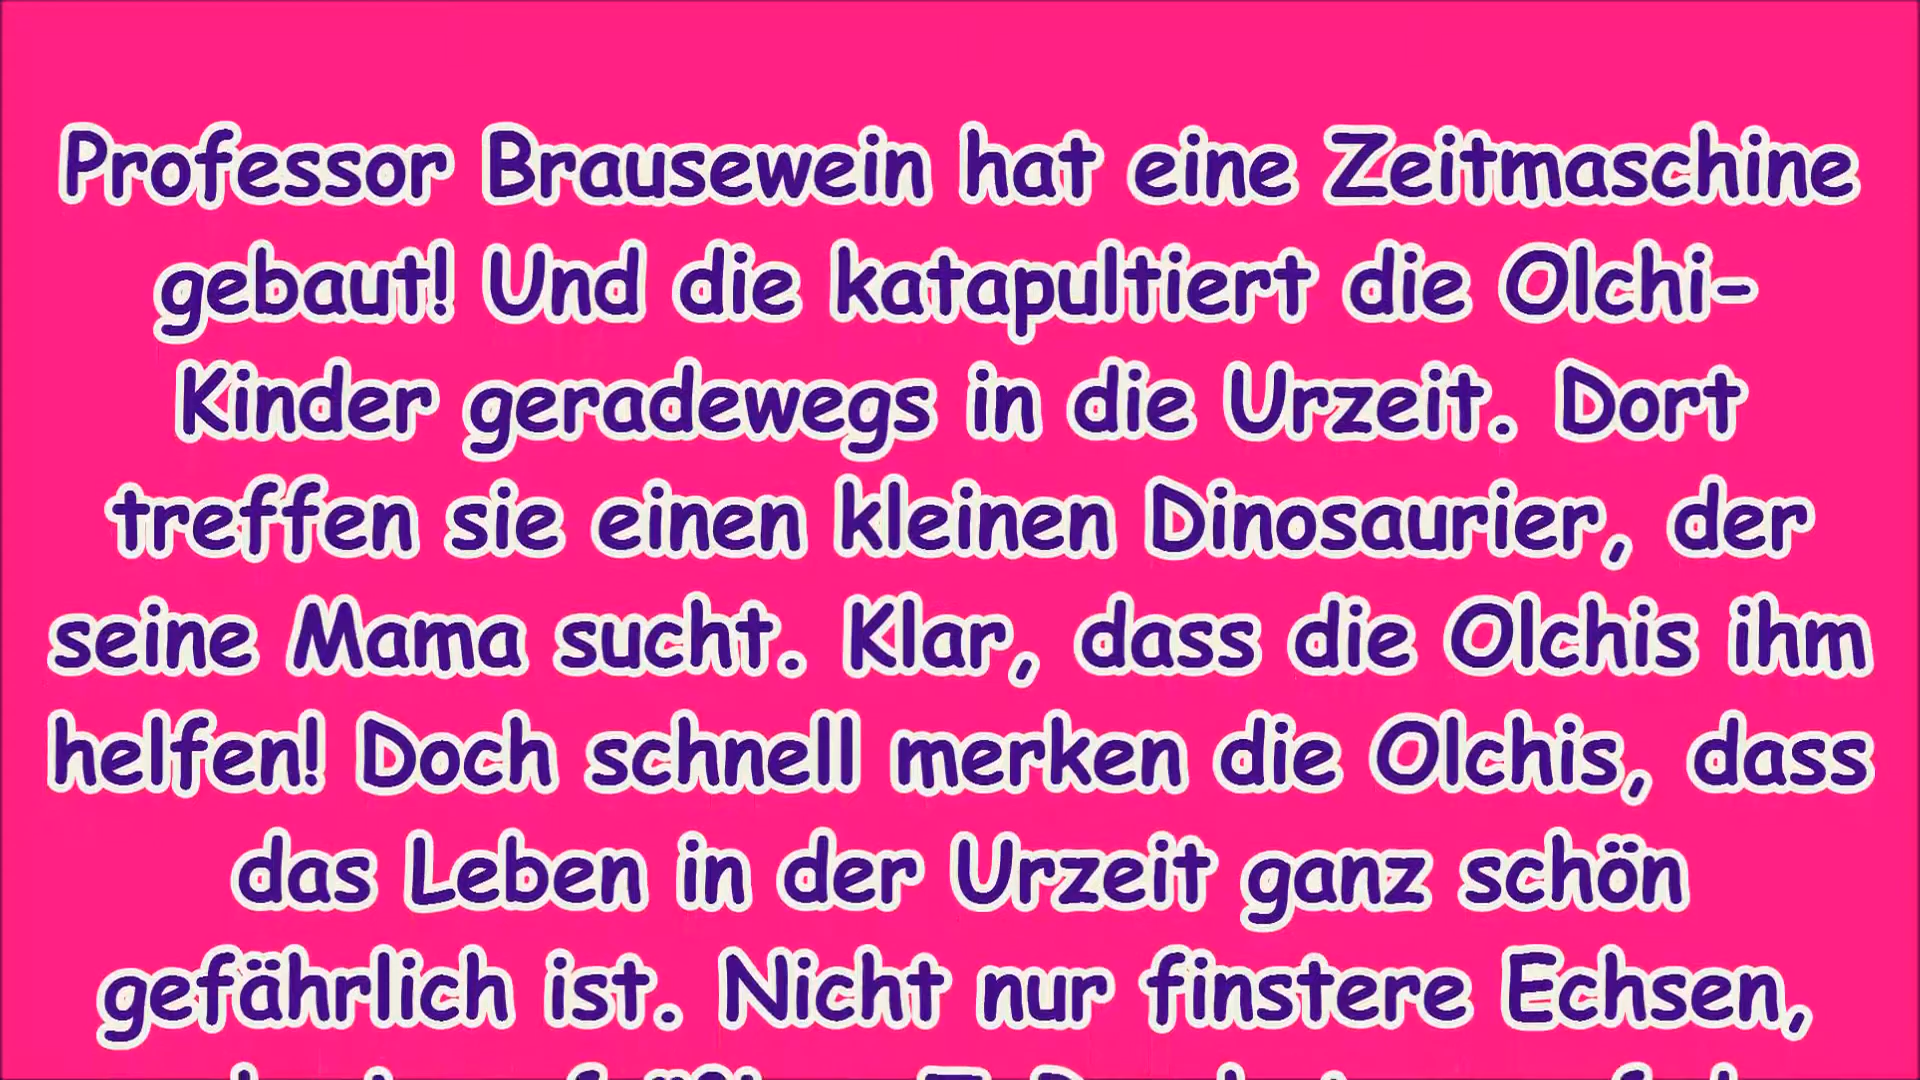 Professor Brausewein hat eine Zeitmaschine
gebaut! Und die katapultiert die Olchi-
Kinder geradewegs in die Urzeit. Dort
treffen sie einen kleinen Dinosaurier, der
seine Mama sucht. Klar, dass die Olchis ihm
helfen! Doch schnell merken die Olchis, dass
das Leben in der Urzeit ganz schön
gefährlich ist. Nicht nur finstere Echsen,